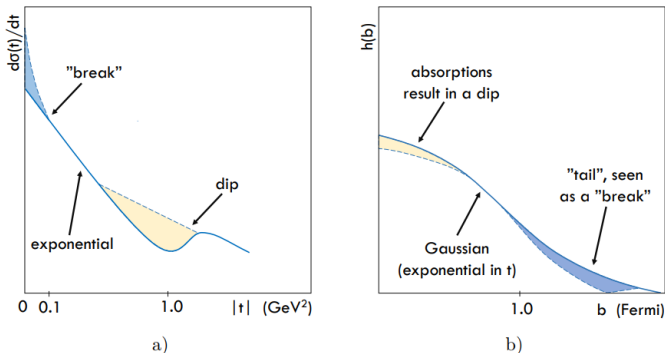 dσ(t)/dt
"break"
dip
exponential
0 0.1 1.0 |t| (GeV²)
a)
h(b)
absorptions
result in a dip
"tail", seen
as a "break"
Gaussian
(exponential in t)
1.0 b (Fermi)
b)